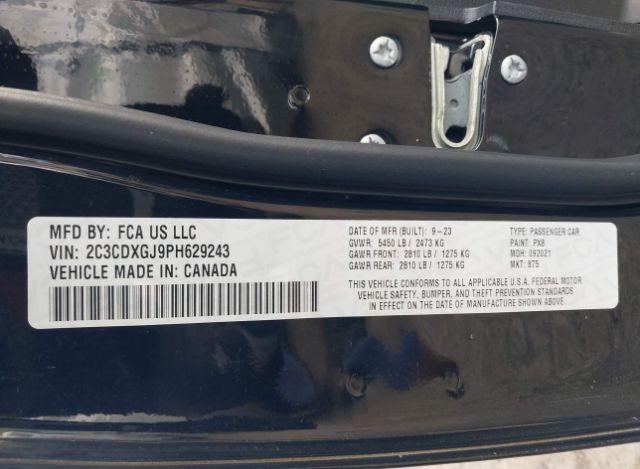 MFD BY: FCA US LLC
VIN: 2C3CDXGJ9PH629243
VEHICLE MADE IN: CANADA
DATE OF MFR (BUILT): 9-23
GVWR: 5450 LB / 2473 KG
GAWR FRONT: 2810 LB / 1275 KG
GAWR REAR: 2810 LB / 1275 KG
TYPE: PASSENGER CAR
PAINT: PX8
MDH: 092021
MKT: 875
THIS VEHICLE CONFORMS TO ALL APPLICABLE U.S.A. FEDERAL MOTOR
VEHICLE SAFETY, BUMPER, AND THEFT PREVENTION STANDARDS
IN EFFECT ON THE DATE OF MANUFACTURE SHOWN ABOVE